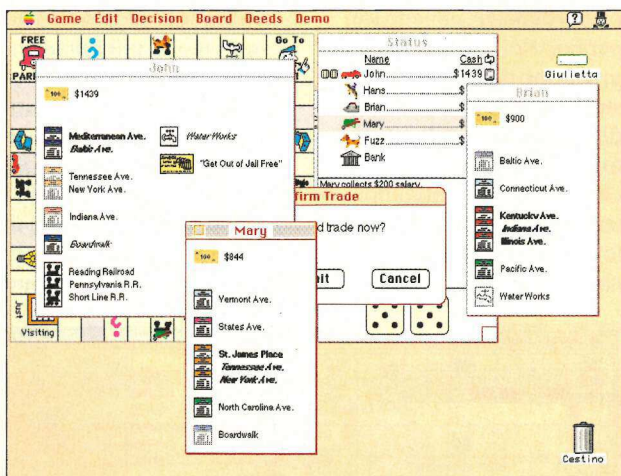 Game Edit Decision Board Deeds Demo
FREE
PARK
Go To
Status
Name Cash
John $1439
Hans $
Brian $
Mary $
Fuzz $
Bank
Mary collects $200 salary.
Giulietta
John
100 $1439
Mediterranean Ave.
Baltic Ave.
Tennessee Ave.
New York Ave.
Indiana Ave.
Boardwalk
Reading Railroad
Pennsylvania R.R.
Short Line R.R.
Water Works
"Get Out of Jail Free"
Brian
100 $900
Baltic Ave.
Connecticut Ave.
Kentucky Ave.
Indiana Ave.
Illinois Ave.
Pacific Ave.
Water Works
firm Trade
d trade now?
it Cancel
Mary
100 $844
Vermont Ave.
States Ave.
St. James Place
Tennessee Ave.
New York Ave.
North Carolina Ave.
Boardwalk
Just
Visiting
Cestino